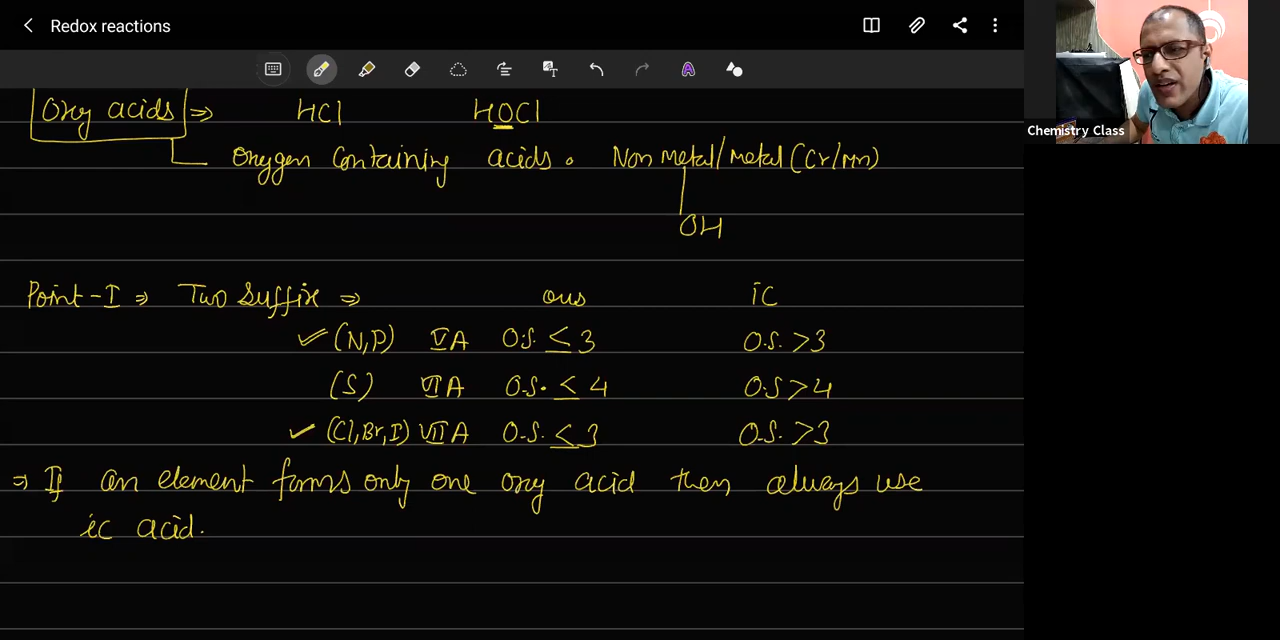 Redox reactions
Chemistry Class
Oxy acids ⇒ HCl HOCl
Oxygen Containing acids. Non metal/metal (Cr/Mn)
OH
Point-I ⇒ Two Suffix ⇒ ous ic
(N,P) VA O.S. ≤ 3 O.S. > 3
(S) VIA O.S. ≤ 4 O.S > 4
(Cl,Br,I) VIIA O.S. ≤ 3 O.S. > 3
⇒ If an element forms only one oxy acid then always use
ic acid.